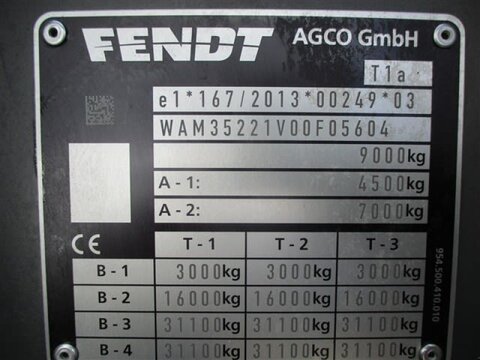 FENDT AGCO GmbH
T1a
e1*167/2013*00249*03
WAM35221V00F05604
9000kg
A - 1: 4500kg
A - 2: 7000kg
CE T - 1 T - 2 T - 3
B - 1 3000kg 3000kg 3000kg
B - 2 16000kg 16000kg 16000kg
B - 3 31100kg 31100kg 31100kg
B - 4 31100kg 31100kg 31100kg
954.500.410.010